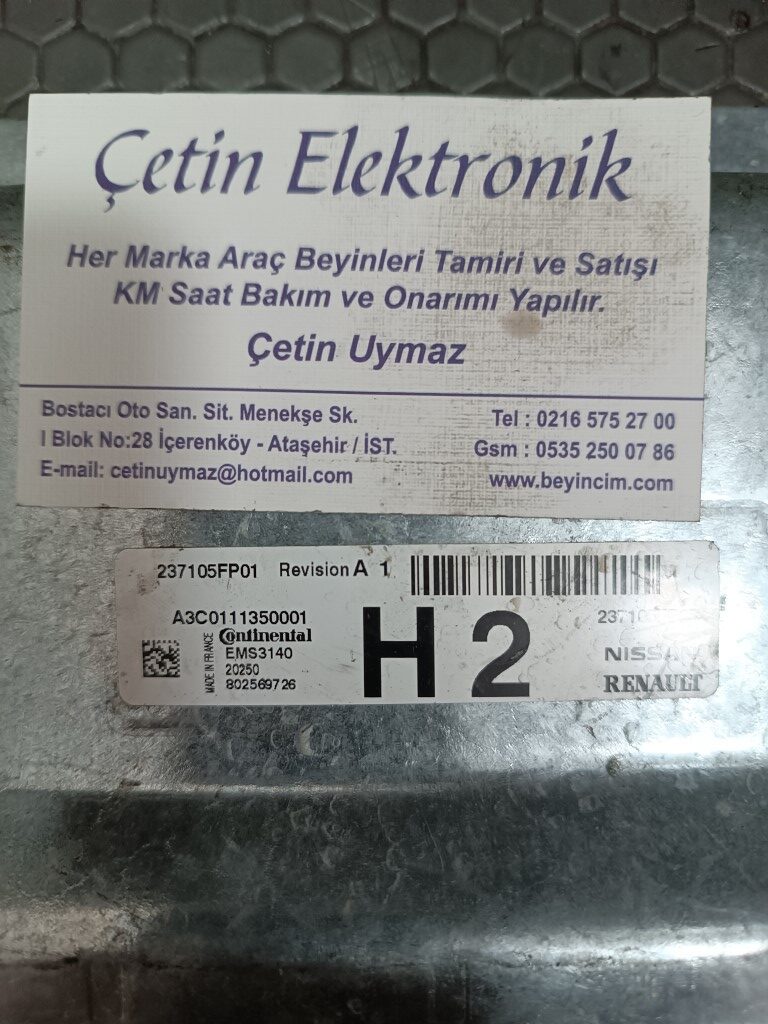 Çetin Elektronik
Her Marka Araç Beyinleri Tamiri ve Satışı
KM Saat Bakım ve Onarımı Yapılır.
Çetin Uymaz
Bostacı Oto San. Sit. Menekşe Sk.
I Blok No:28 İçerenköy - Ataşehir / İST.
E-mail: cetinuymaz@hotmail.com
Tel : 0216 575 27 00
Gsm : 0535 250 07 86
www.beyincim.com
237105FP01 Revision A 1
A3C0111350001
Continental
EMS3140
20250
802569726
MADE IN FRANCE
H2
NISSAN
RENAULT